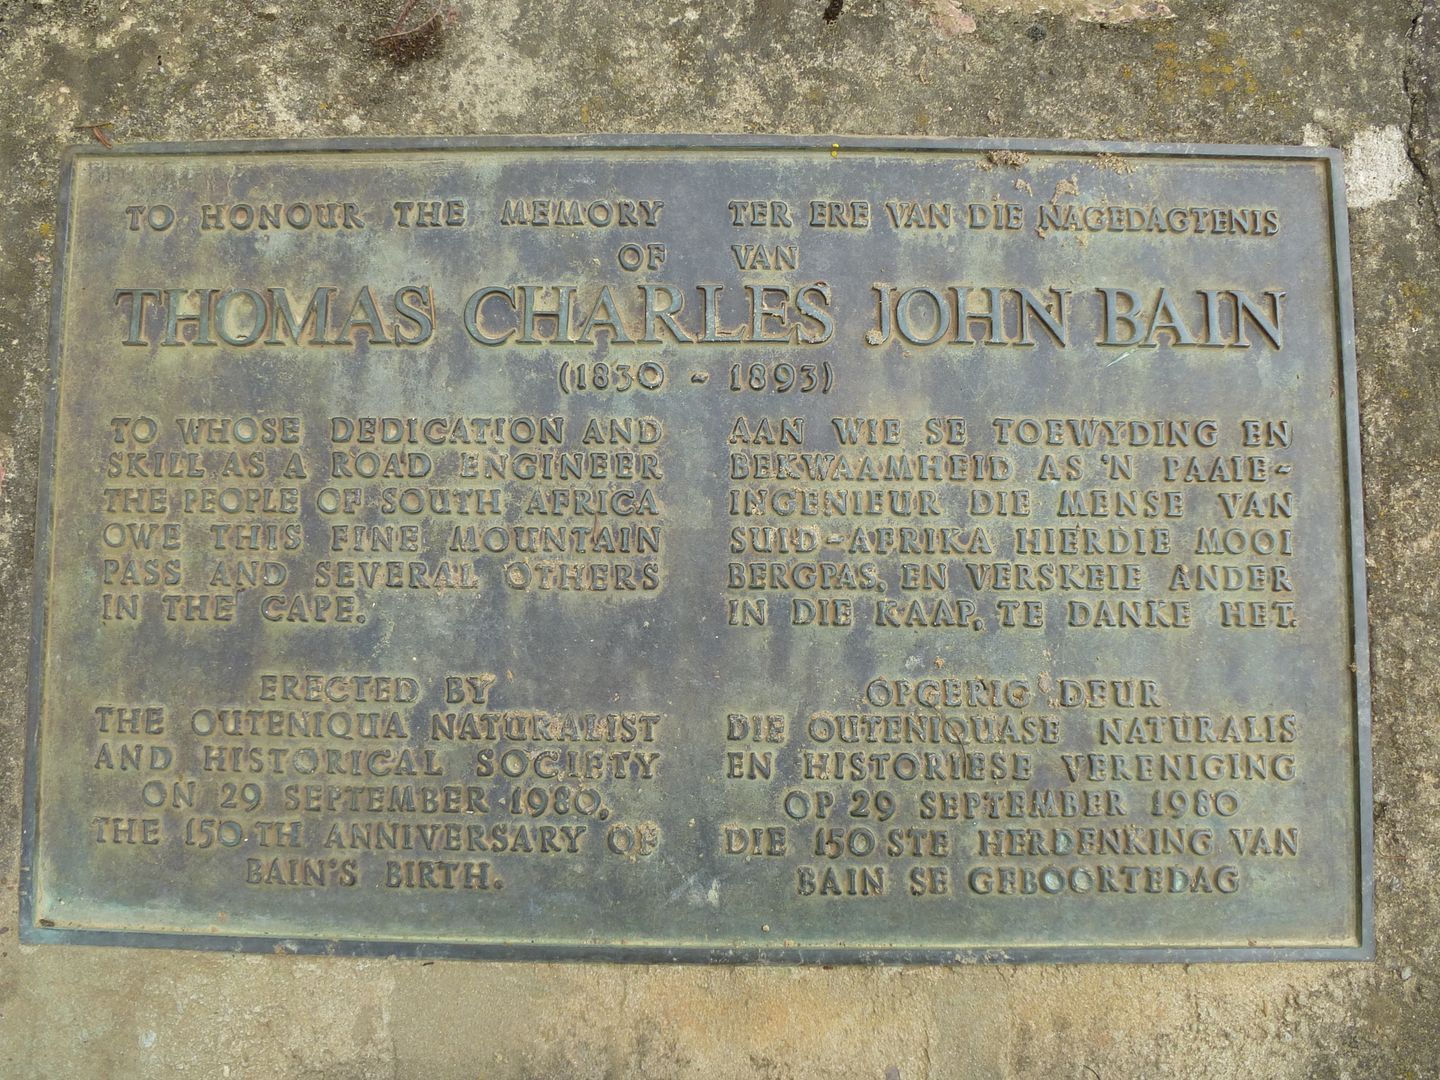 TO HONOUR THE MEMORY
OF
TER ERE VAN DIE NAGEDAGTENIS
VAN
THOMAS CHARLES JOHN BAIN
(1830 - 1893)
TO WHOSE DEDICATION AND
SKILL AS A ROAD ENGINEER
THE PEOPLE OF SOUTH AFRICA
OWE THIS FINE MOUNTAIN
PASS AND SEVERAL OTHERS
IN THE CAPE.
ERECTED BY
THE OUTENIQUA NATURALIST
AND HISTORICAL SOCIETY
ON 29 SEPTEMBER 1980,
THE 150TH ANNIVERSARY OF
BAIN'S BIRTH.
AAN WIE SE TOEWYDING EN
BEKWAAMHEID AS 'N PAAIE-
INGENIEUR DIE MENSE VAN
SUID-AFRIKA HIERDIE MOOI
BERGPAS, EN VERSKEIE ANDER
IN DIE KAAP, TE DANKE HET.
OPGERIG DEUR
DIE OUTENIQUASE NATURALIS
EN HISTORIESE VERENIGING
OP 29 SEPTEMBER 1980
DIE 150STE HERDENKING VAN
BAIN SE GEBOORTEDAG